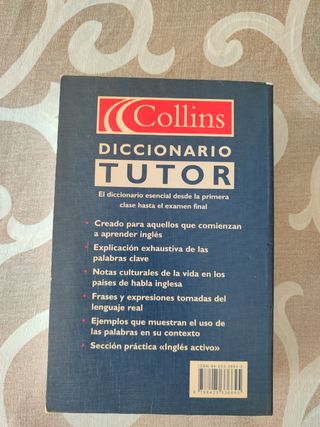 Collins
DICCIONARIO
TUTOR
El diccionario esencial desde la primera
clase hasta el examen final
• Creado para aquellos que comienzan
a aprender inglés
• Explicación exhaustiva de las
palabras clave
• Notas culturales de la vida en los
países de habla inglesa
• Frases y expresiones tomadas del
lenguaje real
• Ejemplos que muestran el uso de
las palabras en su contexto
• Sección práctica «Inglés activo»
ISBN